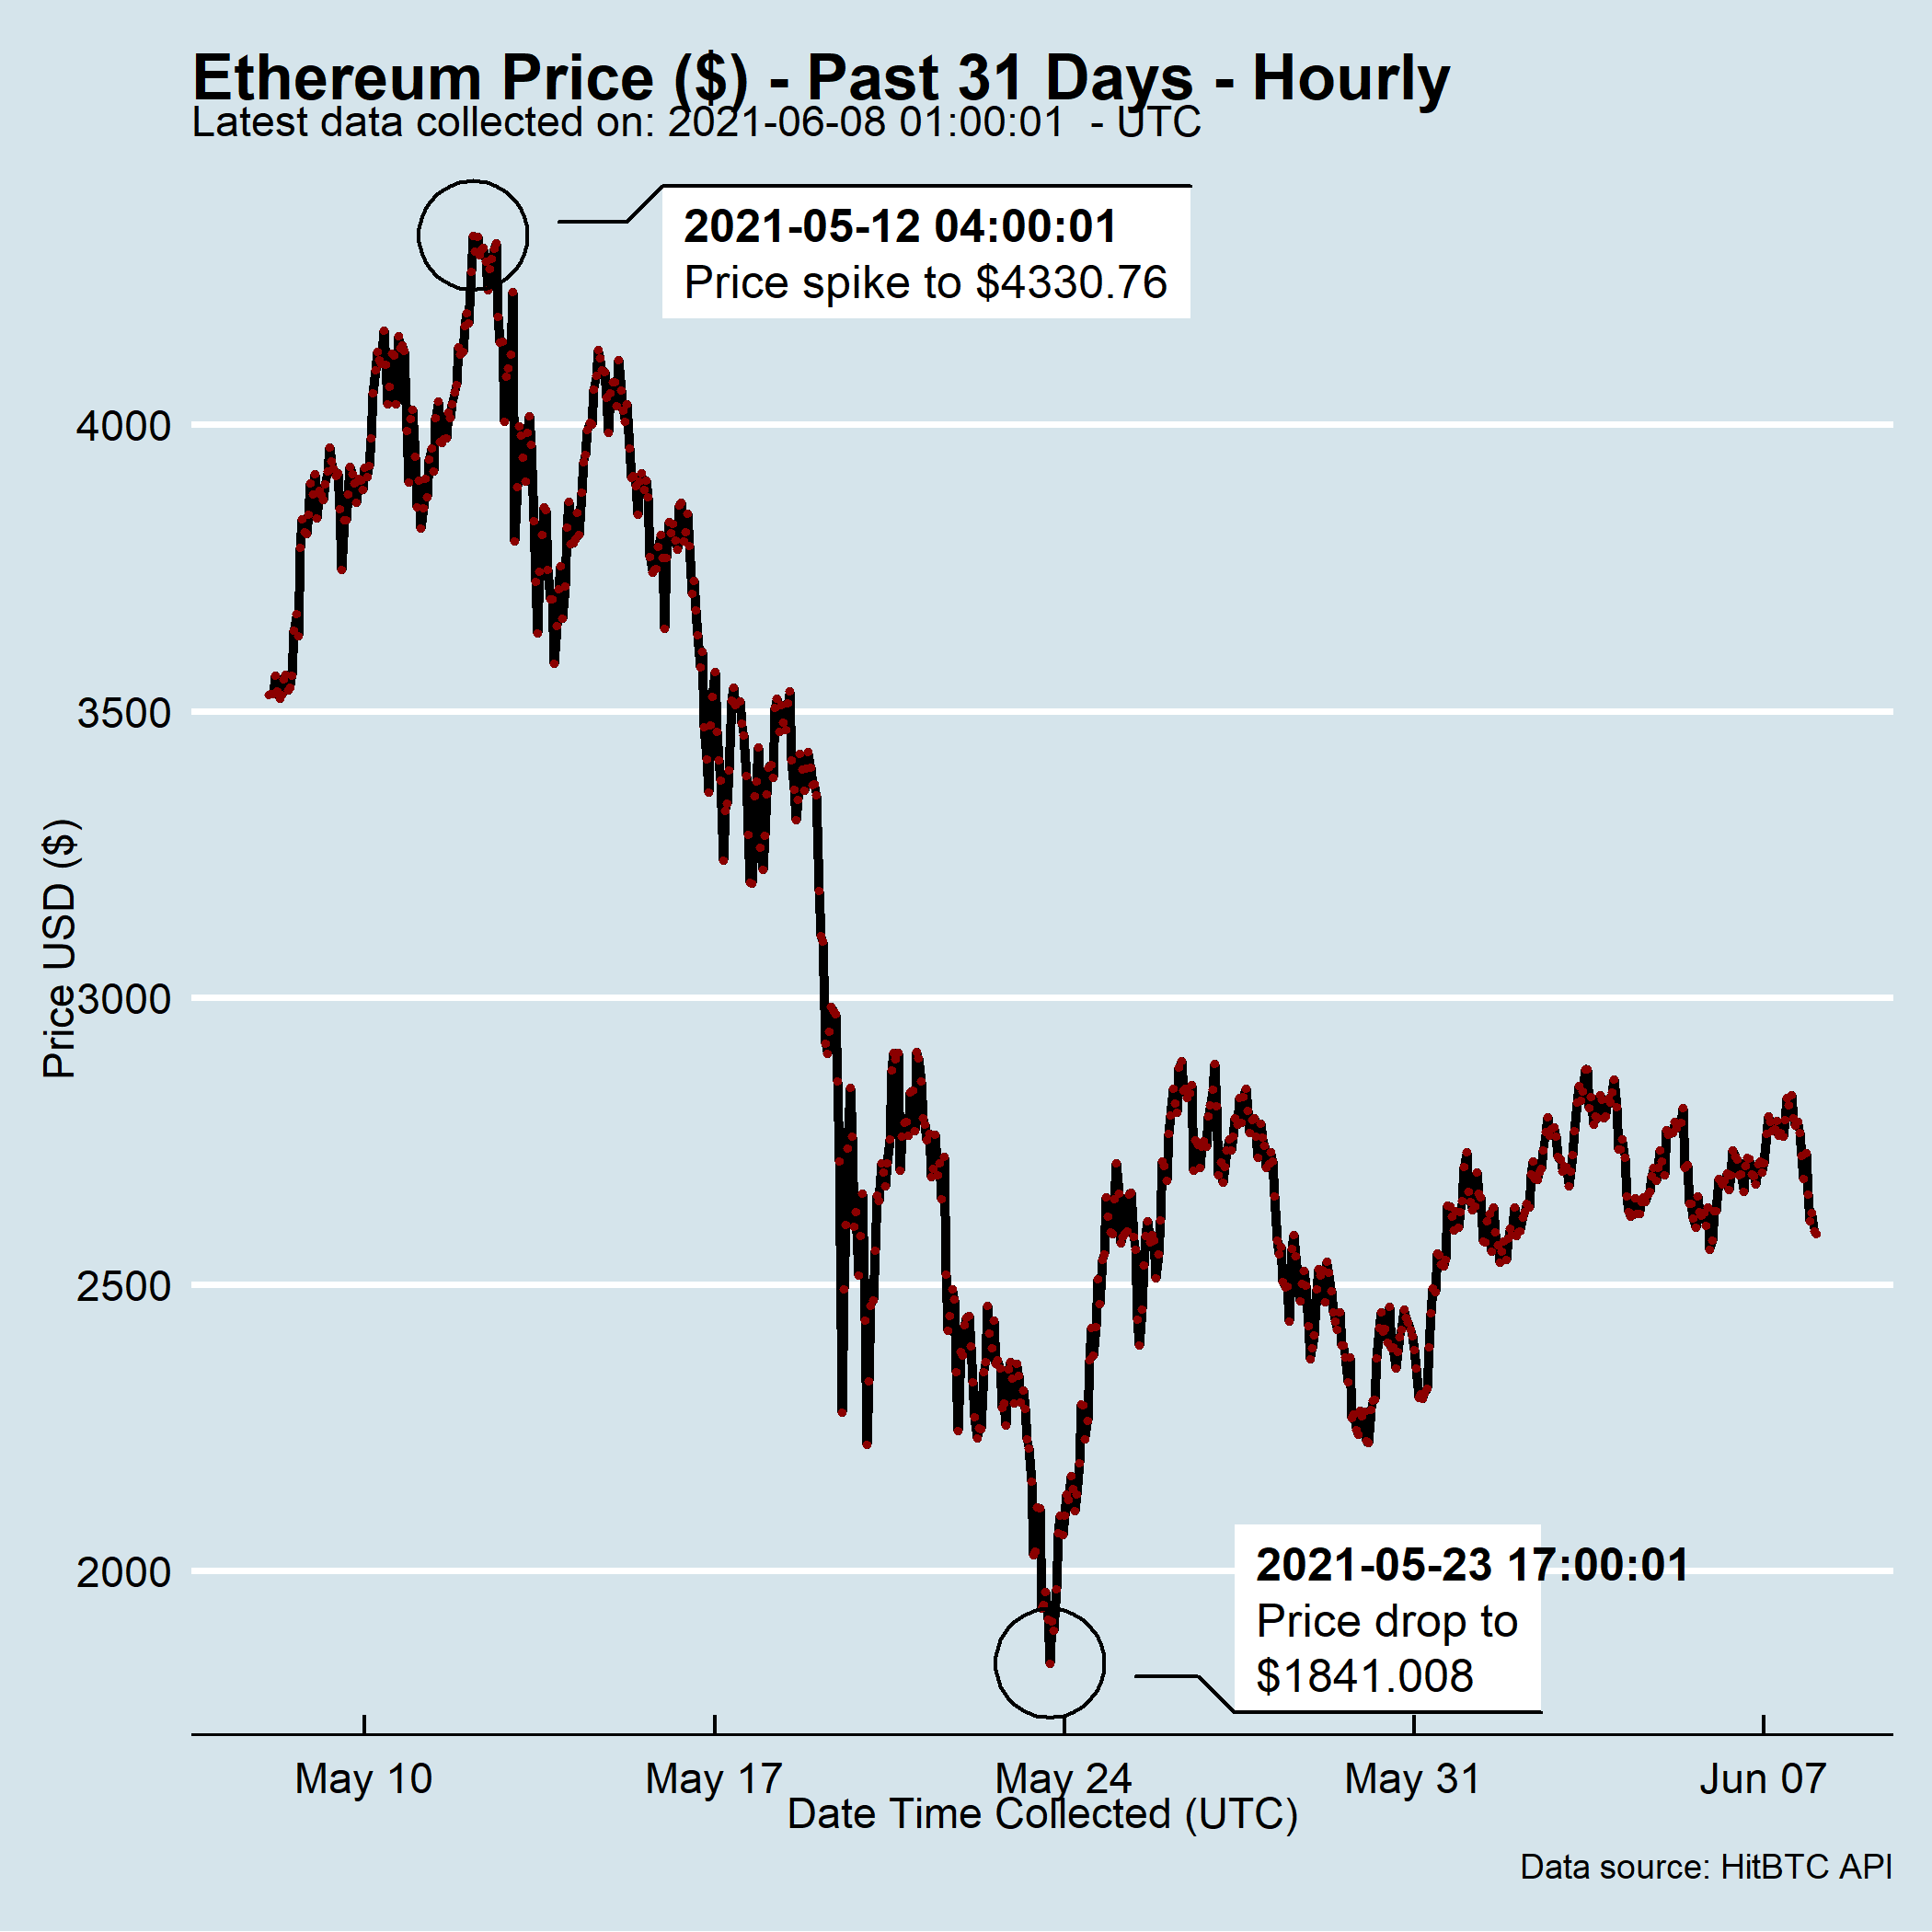 Ethereum Price ($) - Past 31 Days - Hourly
Latest data collected on: 2021-06-08 01:00:01  - UTC
2021-05-12 04:00:01
Price spike to $4330.76
4000
3500
3000
2500
2000
Price USD ($)
2021-05-23 17:00:01
Price drop to
$1841.008
May 10
May 17
May 24
May 31
Jun 07
Date Time Collected (UTC)
Data source: HitBTC API